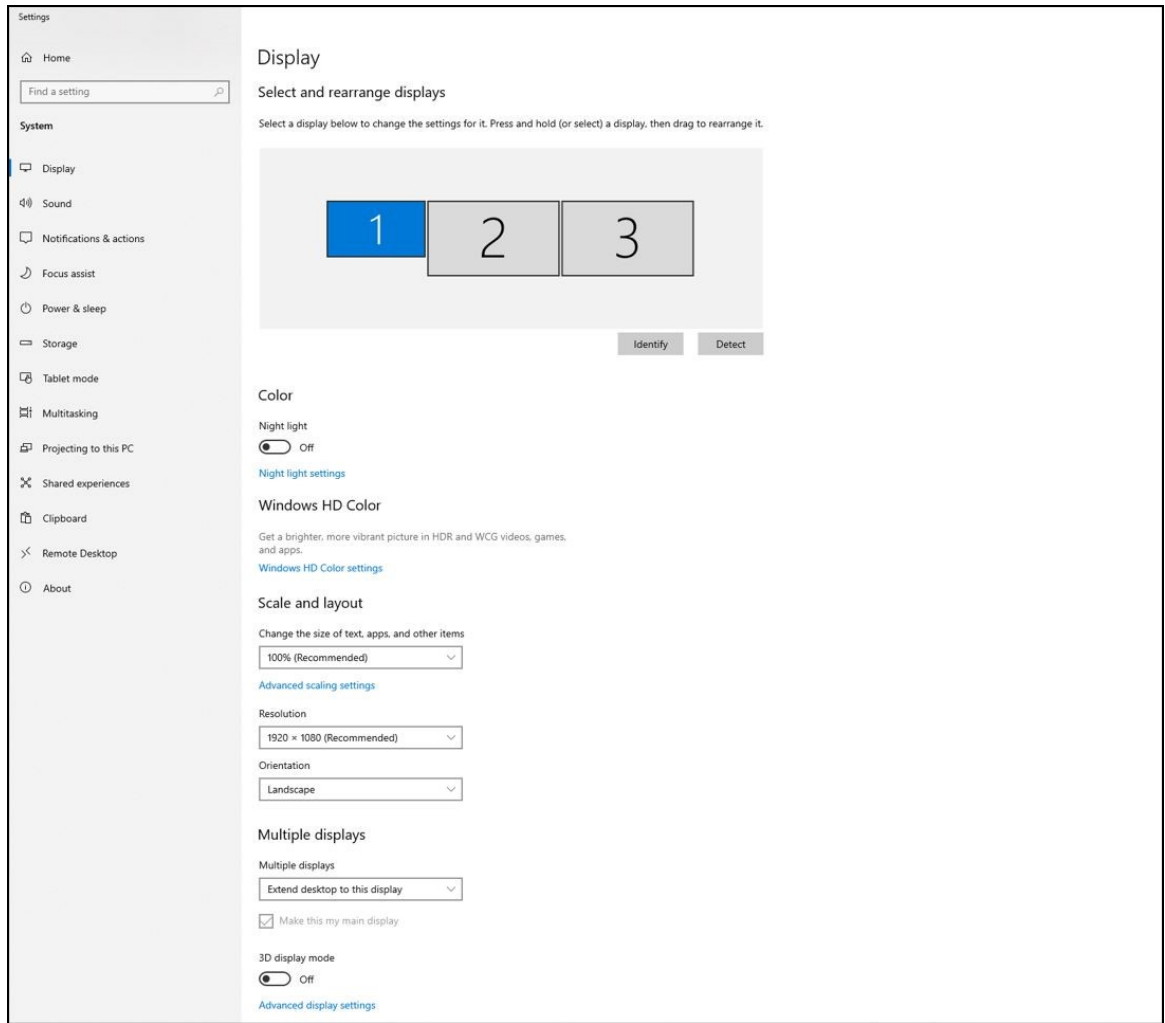 Settings
Home
Find a setting
System
Display
Sound
Notifications & actions
Focus assist
Power & sleep
Storage
Tablet mode
Multitasking
Projecting to this PC
Shared experiences
Clipboard
Remote Desktop
About
Display
Select and rearrange displays
Select a display below to change the settings for it. Press and hold (or select) a display, then drag to rearrange it.
1
2
3
Identify
Detect
Color
Night light
Off
Night light settings
Windows HD Color
Get a brighter, more vibrant picture in HDR and WCG videos, games,
and apps.
Windows HD Color settings
Scale and layout
Change the size of text, apps, and other items
100% (Recommended)
Advanced scaling settings
Resolution
1920 × 1080 (Recommended)
Orientation
Landscape
Multiple displays
Multiple displays
Extend desktop to this display
Make this my main display
3D display mode
Off
Advanced display settings